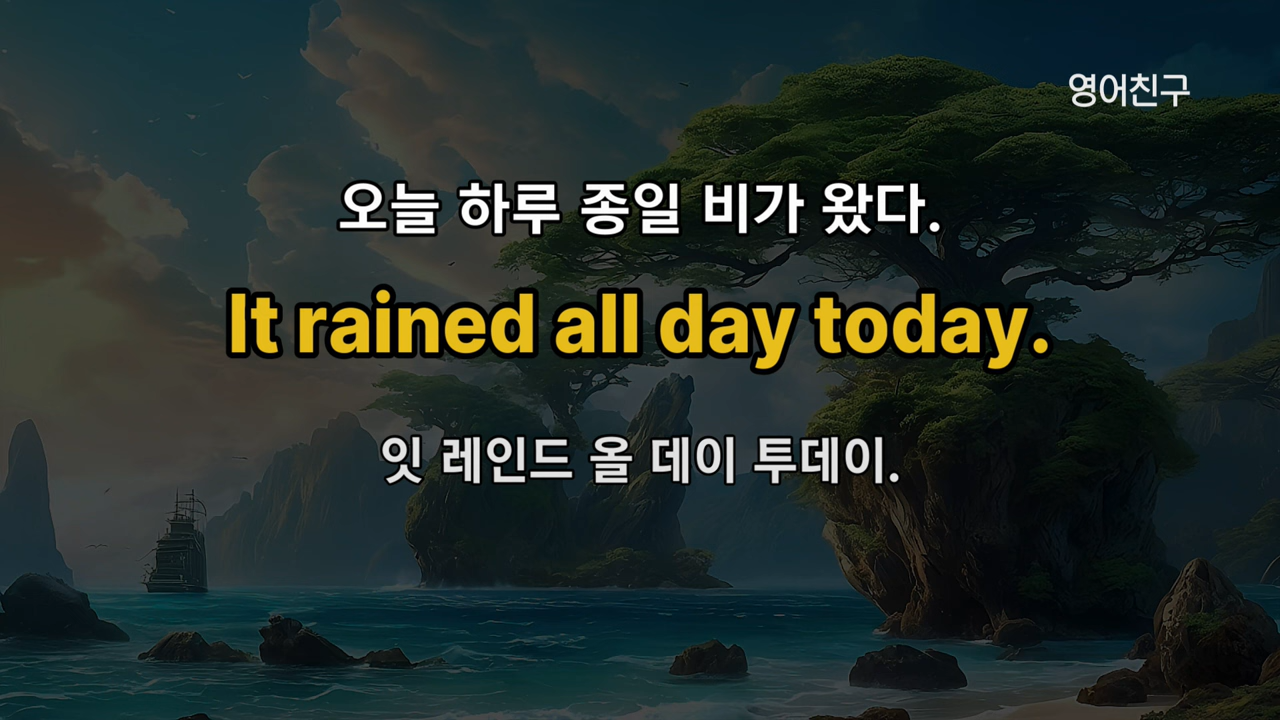 영어친구
오늘 하루 종일 비가 왔다.
It rained all day today.
잇 레인드 올 데이 투데이.